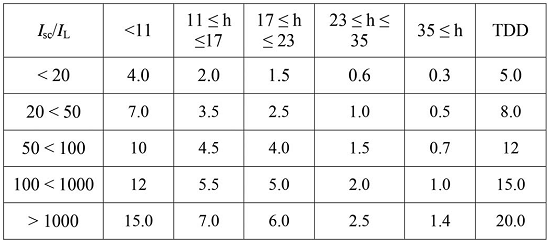 Isc/IL <11 11 ≤ h ≤17 17 ≤ h ≤ 23 23 ≤ h ≤ 35 35 ≤ h TDD
< 20 4.0 2.0 1.5 0.6 0.3 5.0
20 < 50 7.0 3.5 2.5 1.0 0.5 8.0
50 < 100 10 4.5 4.0 1.5 0.7 12
100 < 1000 12 5.5 5.0 2.0 1.0 15.0
> 1000 15.0 7.0 6.0 2.5 1.4 20.0